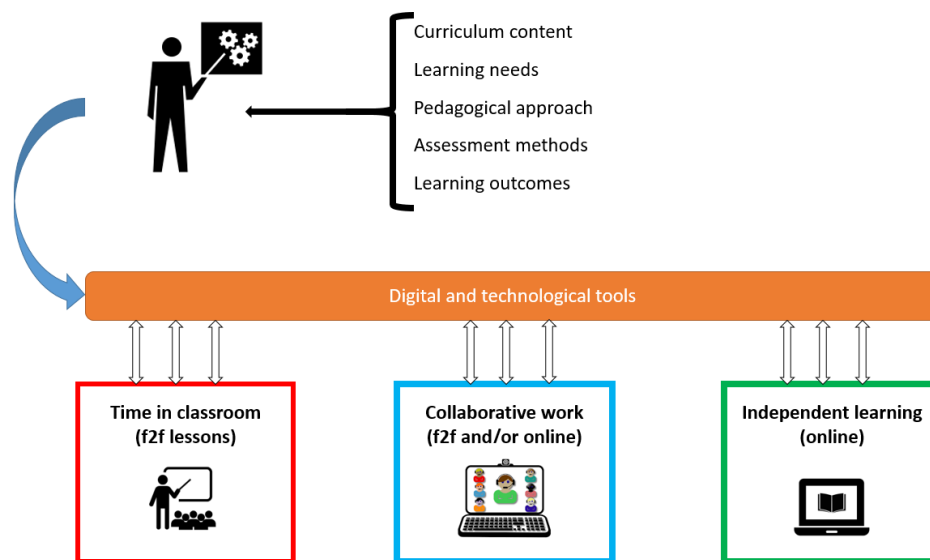 Curriculum content
Learning needs
Pedagogical approach
Assessment methods
Learning outcomes
Digital and technological tools
Time in classroom
(f2f lessons)
Collaborative work
(f2f and/or online)
Independent learning
(online)